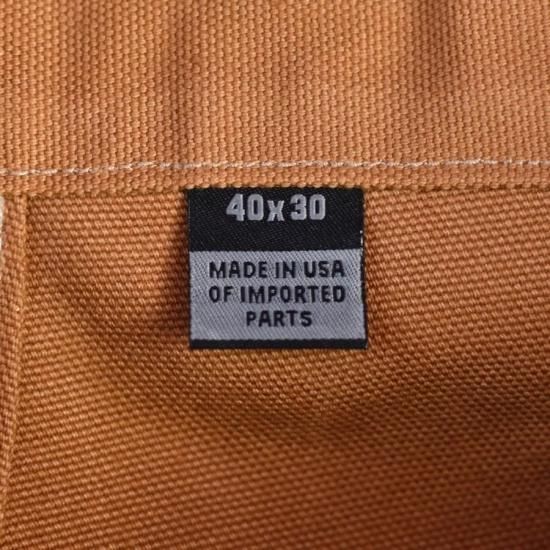 40x30
MADE IN USA
OF IMPORTED
PARTS